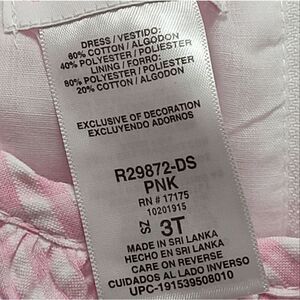 DRESS / VESTIDO:
60% COTTON / ALGODON
40% POLYESTER / POLIESTER
LINING / FORRO:
80% POLYESTER / POLIESTER
20% COTTON / ALGODON
EXCLUSIVE OF DECORATION
EXCLUYENDO ADORNOS
R29872-DS
PNK
RN # 17175
10201915
SZ 3T
MADE IN SRI LANKA
HECHO EN SRI LANKA
CARE ON REVERSE
CUIDADOS AL LADO INVERSO
UPC-191539508010